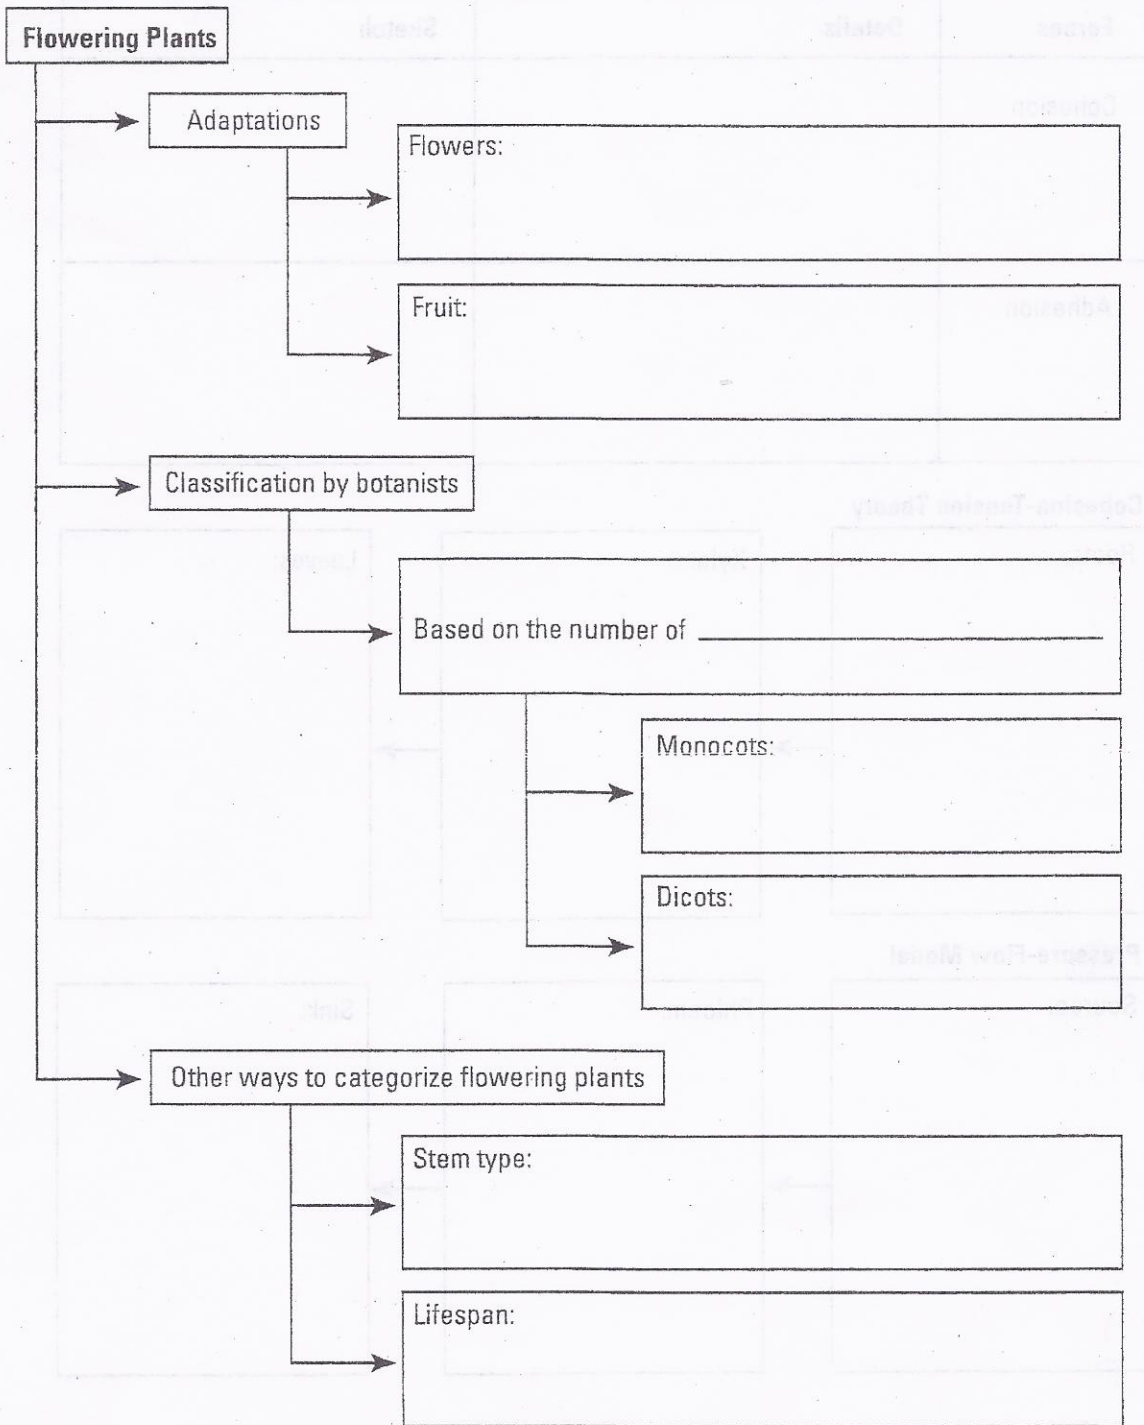 Flowering Plants
Adaptations
Flowers:
Fruit:
Classification by botanists
Based on the number of
Monocots:
Dicots:
Other ways to categorize flowering plants
Stem type:
Lifespan: